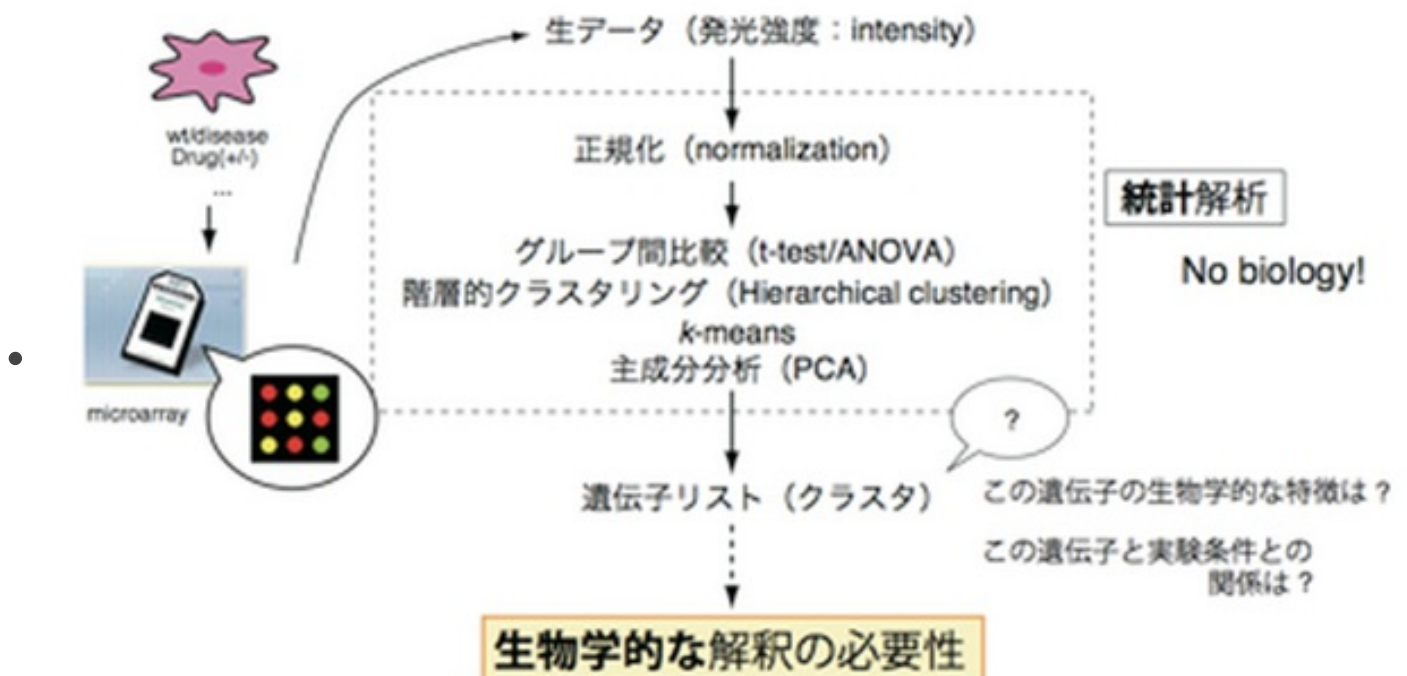 生データ（発光強度：intensity）
wt/disease
Drug(+/-)
...
正規化（normalization）
統計解析
グループ間比較（t-test/ANOVA）
No biology!
階層的クラスタリング（Hierarchical clustering）
k-means
主成分分析（PCA）
microarray
?
遺伝子リスト（クラスタ）
この遺伝子の生物学的な特徴は？
この遺伝子と実験条件との
関係は？
生物学的な解釈の必要性